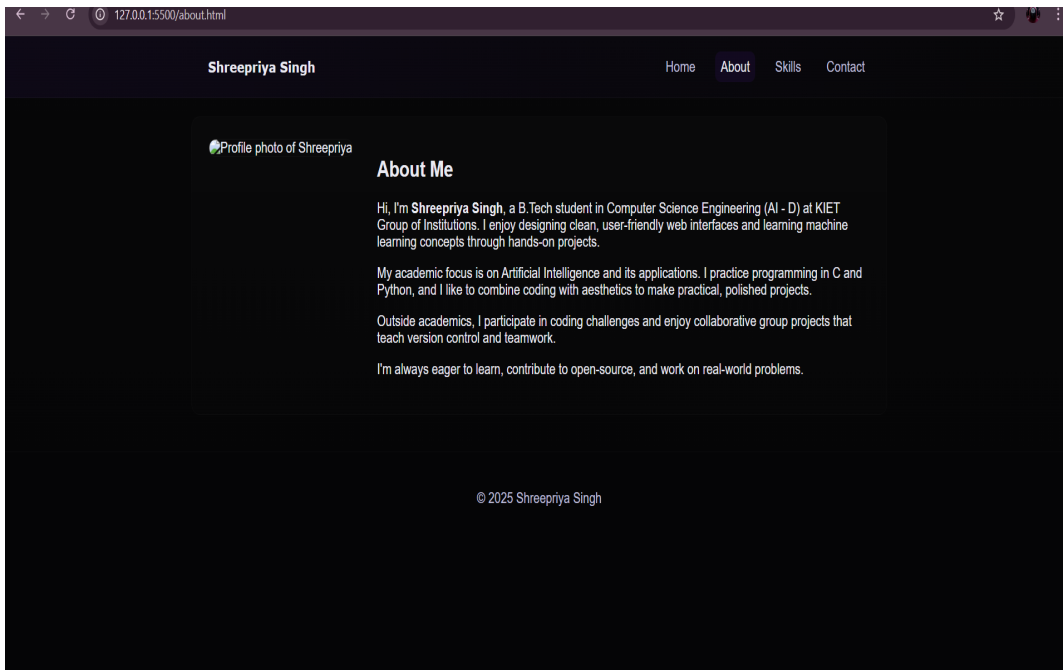 127.0.0.1:5500/about.html
Shreepriya Singh
Home
About
Skills
Contact
Profile photo of Shreepriya
About Me
Hi, I'm Shreepriya Singh, a B.Tech student in Computer Science Engineering (AI - D) at KIET
Group of Institutions. I enjoy designing clean, user-friendly web interfaces and learning machine
learning concepts through hands-on projects.
My academic focus is on Artificial Intelligence and its applications. I practice programming in C and
Python, and I like to combine coding with aesthetics to make practical, polished projects.
Outside academics, I participate in coding challenges and enjoy collaborative group projects that
teach version control and teamwork.
I'm always eager to learn, contribute to open-source, and work on real-world problems.
© 2025 Shreepriya Singh